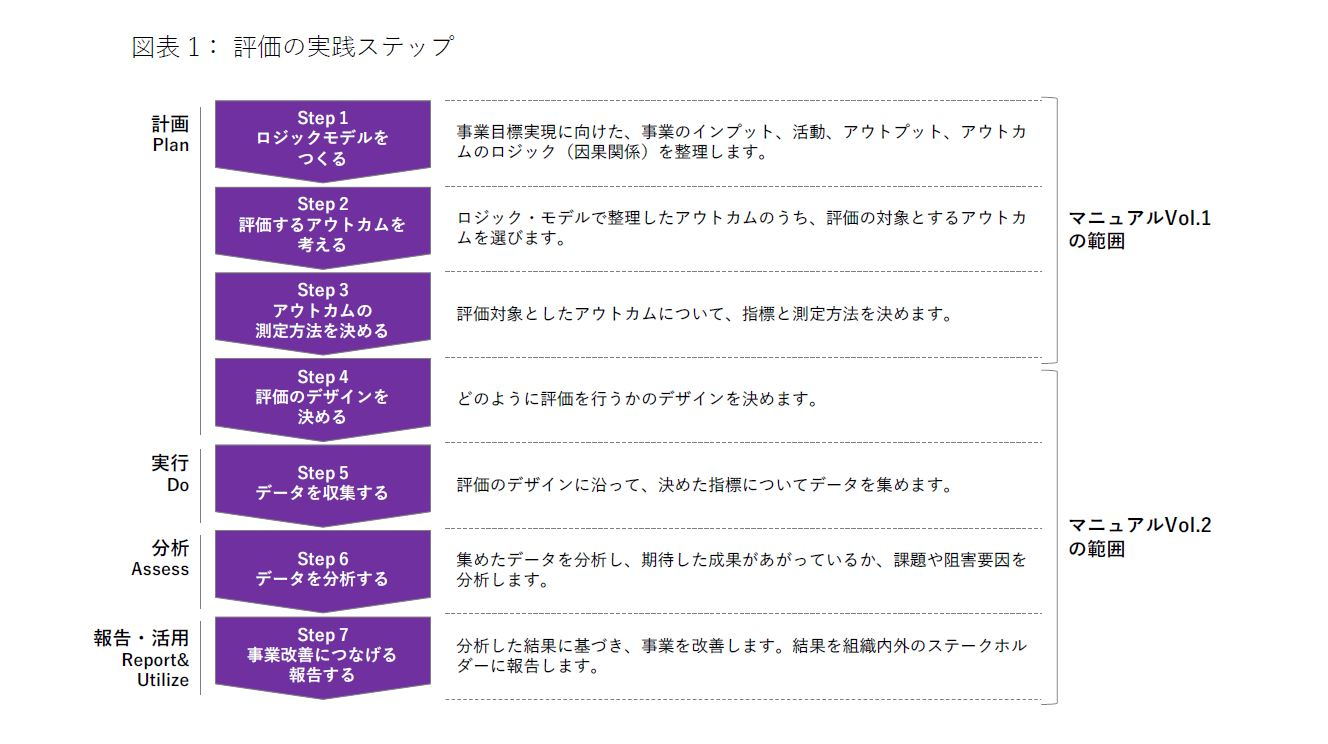 図表 1： 評価の実践ステップ
計画
Plan
Step 1
ロジックモデルを
つくる
事業目標実現に向けた、事業のインプット、活動、アウトプット、アウトカ
ムのロジック（因果関係）を整理します。
Step 2
評価するアウトカムを
考える
ロジック・モデルで整理したアウトカムのうち、評価の対象とするアウトカ
ムを選びます。
Step 3
アウトカムの
測定方法を決める
評価対象としたアウトカムについて、指標と測定方法を決めます。
マニュアルVol.1
の範囲
Step 4
評価のデザインを
決める
どのように評価を行うかのデザインを決めます。
実行
Do
Step 5
データを収集する
評価のデザインに沿って、決めた指標についてデータを集めます。
分析
Assess
Step 6
データを分析する
集めたデータを分析し、期待した成果があがっているか、課題や阻害要因を
分析します。
報告・活用
Report&
Utilize
Step 7
事業改善につなげる
報告する
分析した結果に基づき、事業を改善します。結果を組織内外のステークホル
ダーに報告します。
マニュアルVol.2
の範囲